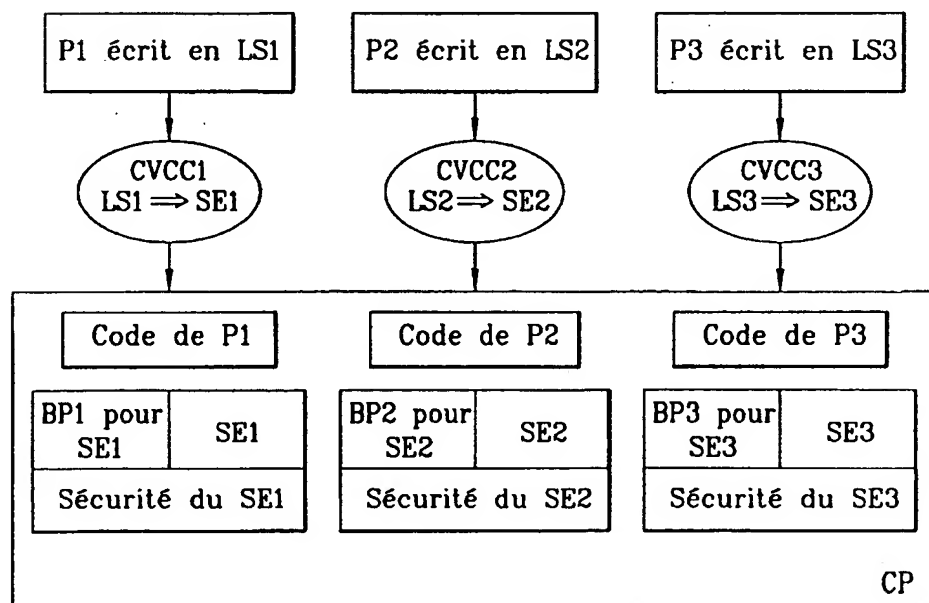 P1 écrit en LS1
P2 écrit en LS2
P3 écrit en LS3
CVCC1
LS1 ⟹ SE1
CVCC2
LS2 ⟹ SE2
CVCC3
LS3 ⟹ SE3
Code de P1
Code de P2
Code de P3
BP1 pour
SE1
SE1
BP2 pour
SE2
SE2
BP3 pour
SE3
SE3
Sécurité du SE1
Sécurité du SE2
Sécurité du SE3
CP